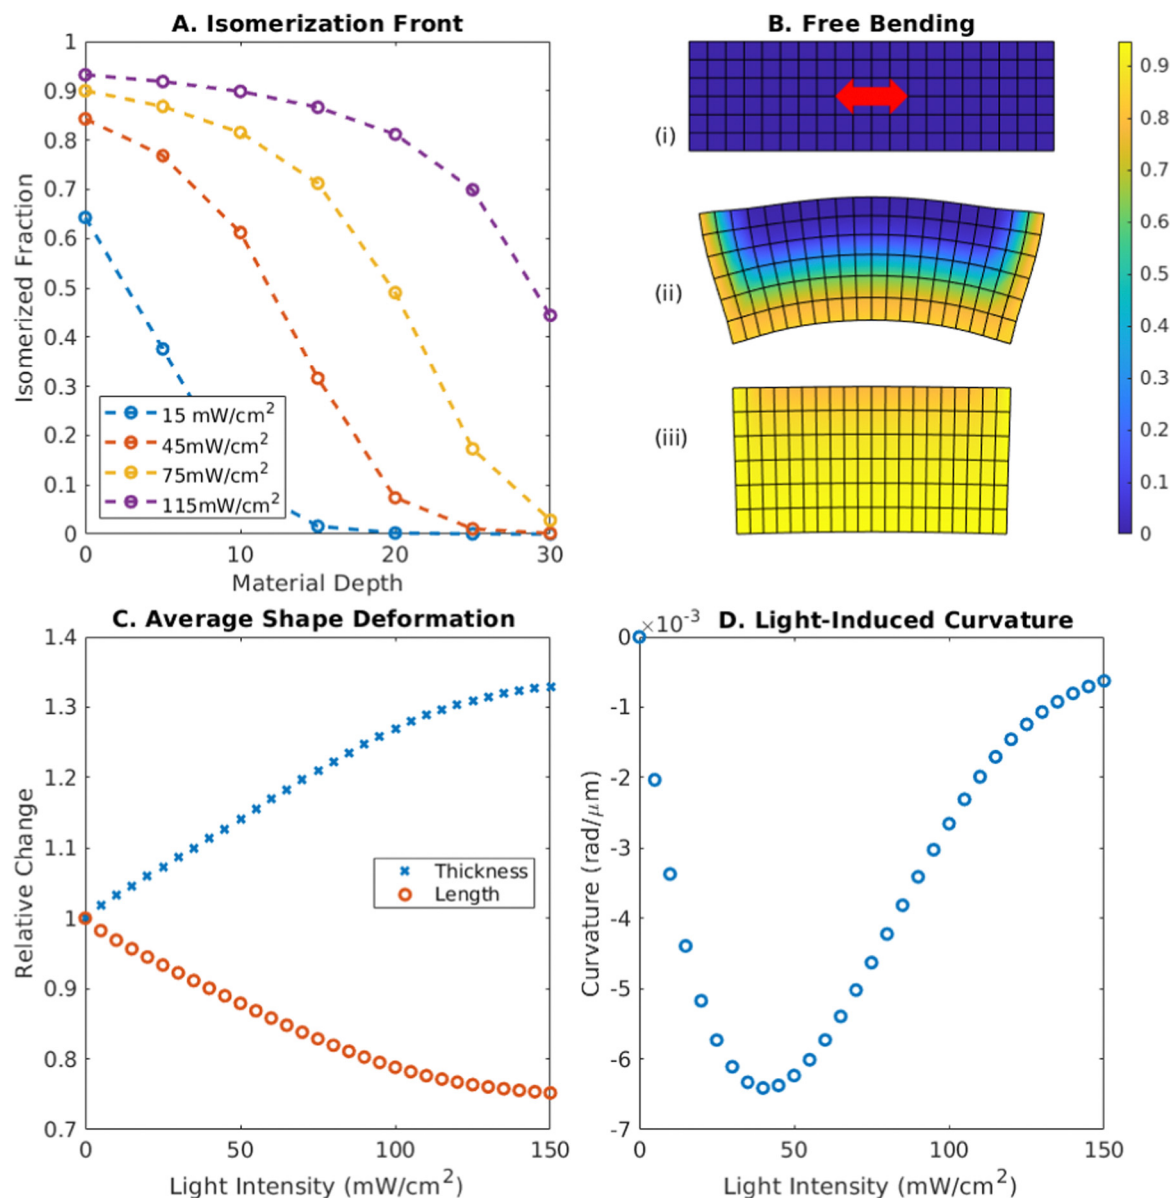 A. Isomerization Front
1
0.9
0.8
0.7
0.6
0.5
0.4
0.3
0.2
0.1
0
Isomerized Fraction
15 mW/cm²
45mW/cm²
75mW/cm²
115mW/cm²
0 10 20 30
Material Depth
B. Free Bending
(i)
(ii)
(iii)
0.9
0.8
0.7
0.6
0.5
0.4
0.3
0.2
0.1
0
C. Average Shape Deformation
1.4
1.3
1.2
1.1
1
0.9
0.8
0.7
Relative Change
Thickness
Length
0 50 100 150
Light Intensity (mW/cm²)
D. Light-Induced Curvature
×10⁻³
0
-1
-2
-3
-4
-5
-6
-7
Curvature (rad/μm)
0 50 100 150
Light Intensity (mW/cm²)